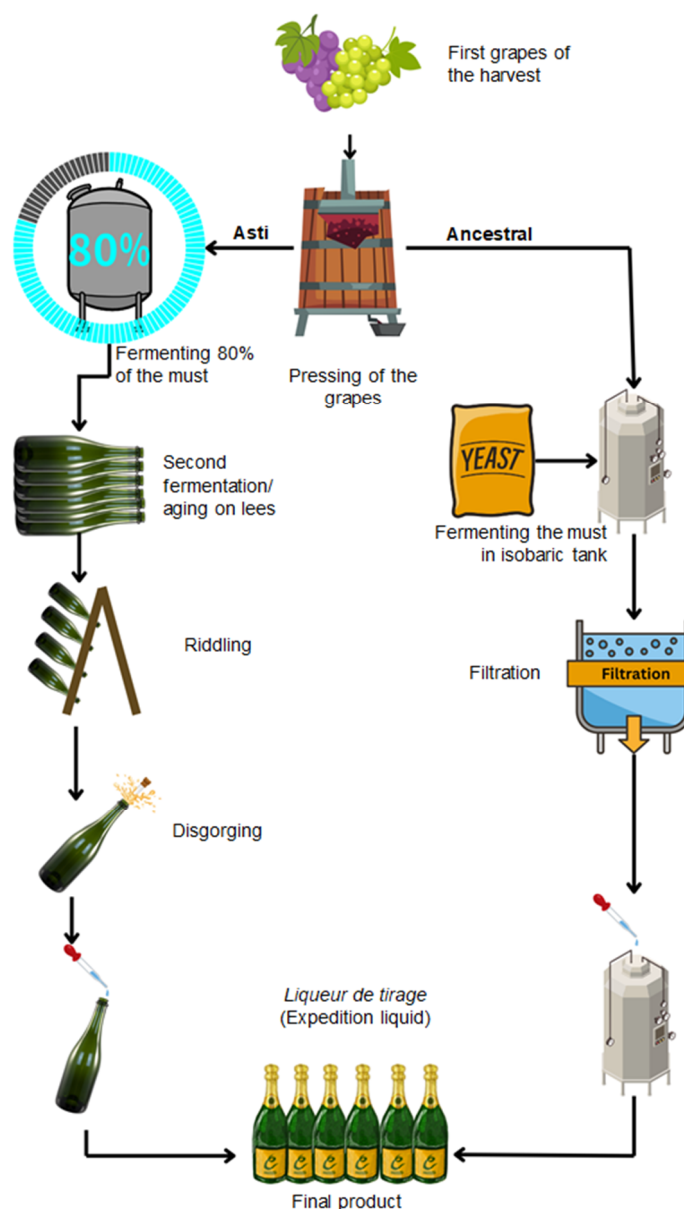 First grapes of
the harvest
Asti
Ancestral
80%
Fermenting 80%
of the must
Pressing of the
grapes
YEAST
Second
fermentation/
aging on lees
Fermenting the must
in isobaric tank
Riddling
Filtration
Filtration
Disgorging
Liqueur de tirage
(Expedition liquid)
Final product